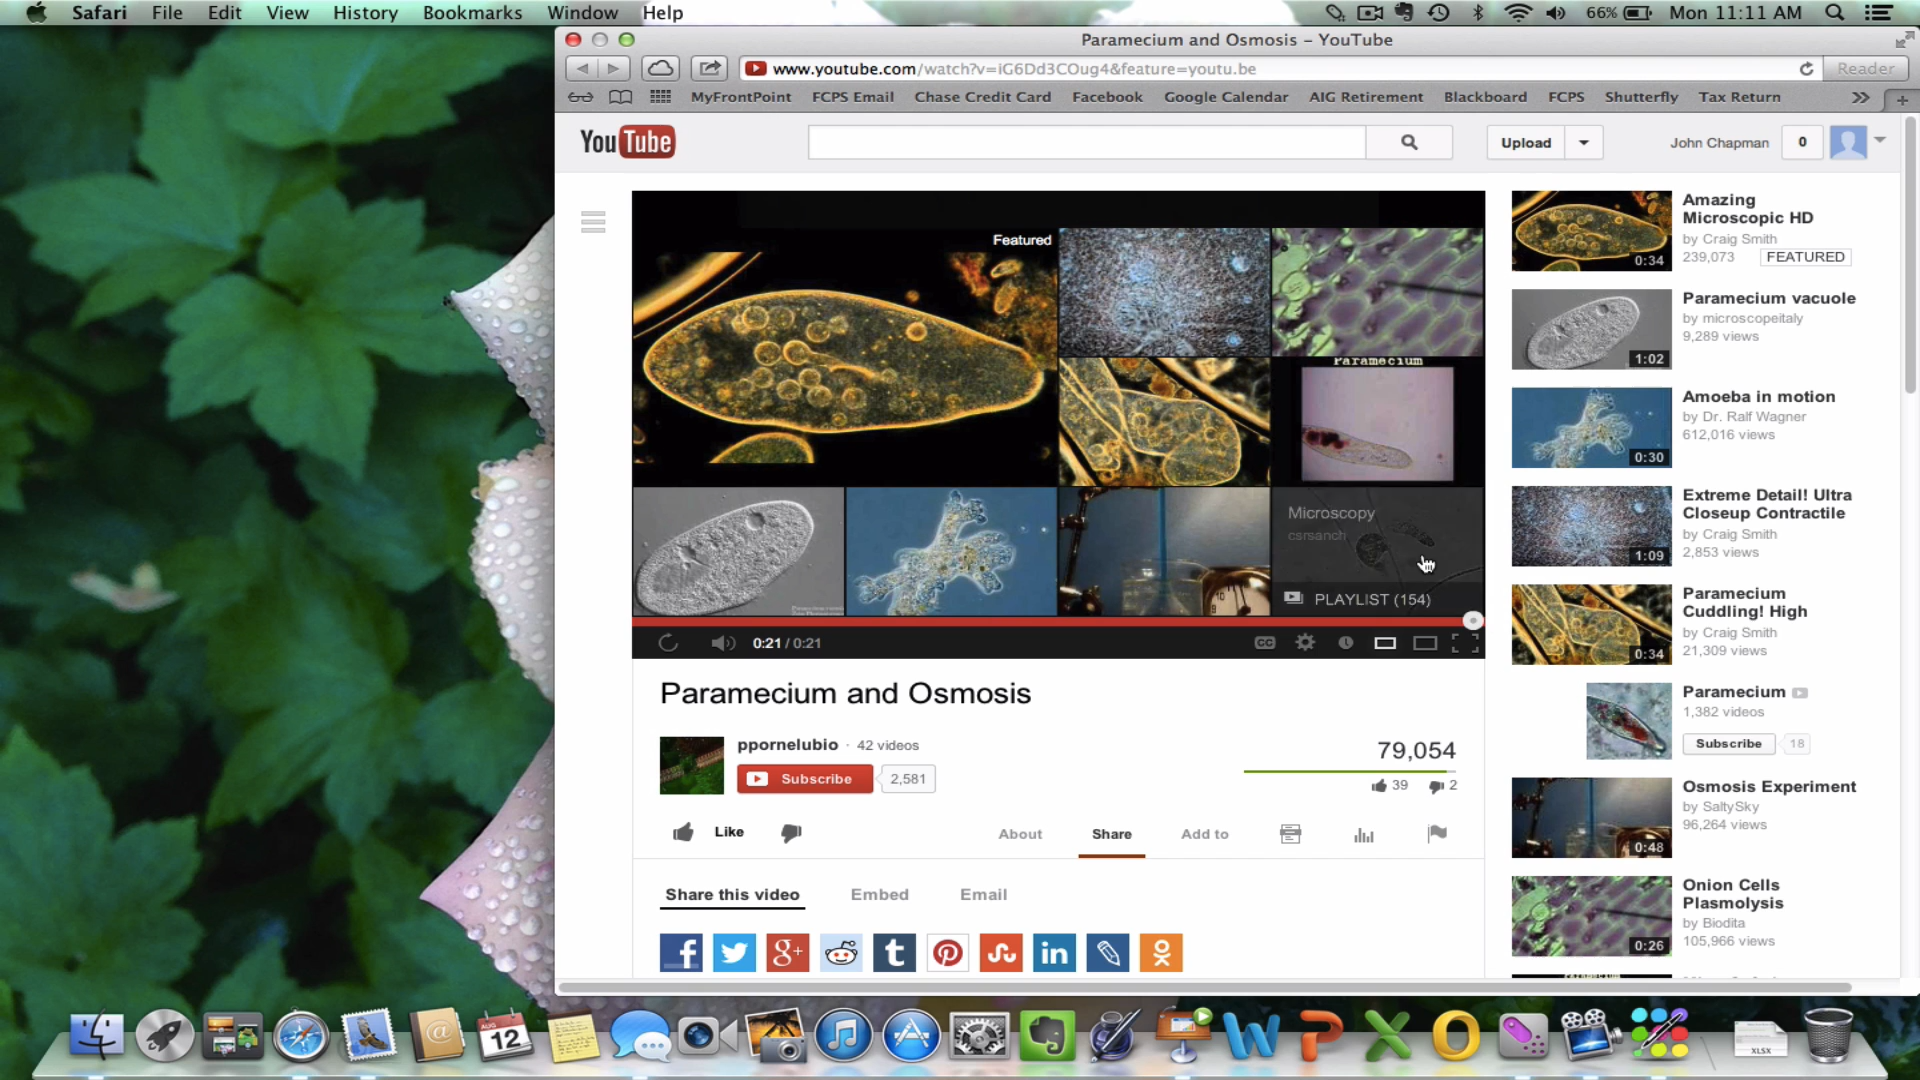 Safari File Edit View History Bookmarks Window Help
66% Mon 11:11 AM
Paramecium and Osmosis – YouTube
www.youtube.com/watch?v=iG6Dd3COug4&feature=youtu.be
Reader
MyFrontPoint FCPS Email Chase Credit Card Facebook Google Calendar AIG Retirement Blackboard FCPS Shutterfly Tax Return
YouTube
Upload
John Chapman
0
Featured
Paramecium
Microscopy
csrsanch
PLAYLIST (154)
0:21 / 0:21
CC
Paramecium and Osmosis
ppornelubio · 42 videos
Subscribe 2,581
79,054
39 2
Like
About Share Add to
Share this video Embed Email
Amazing
Microscopic HD
by Craig Smith
239,073 FEATURED
0:34
Paramecium vacuole
by microscopeitaly
9,289 views
1:02
Amoeba in motion
by Dr. Ralf Wagner
612,016 views
0:30
Extreme Detail! Ultra
Closeup Contractile
by Craig Smith
2,853 views
1:09
Paramecium
Cuddling! High
by Craig Smith
21,309 views
0:34
Paramecium
1,382 videos
Subscribe 18
Osmosis Experiment
by SaltySky
96,264 views
0:48
Onion Cells
Plasmolysis
by Biodita
105,966 views
0:26
AUG
12
XLSX